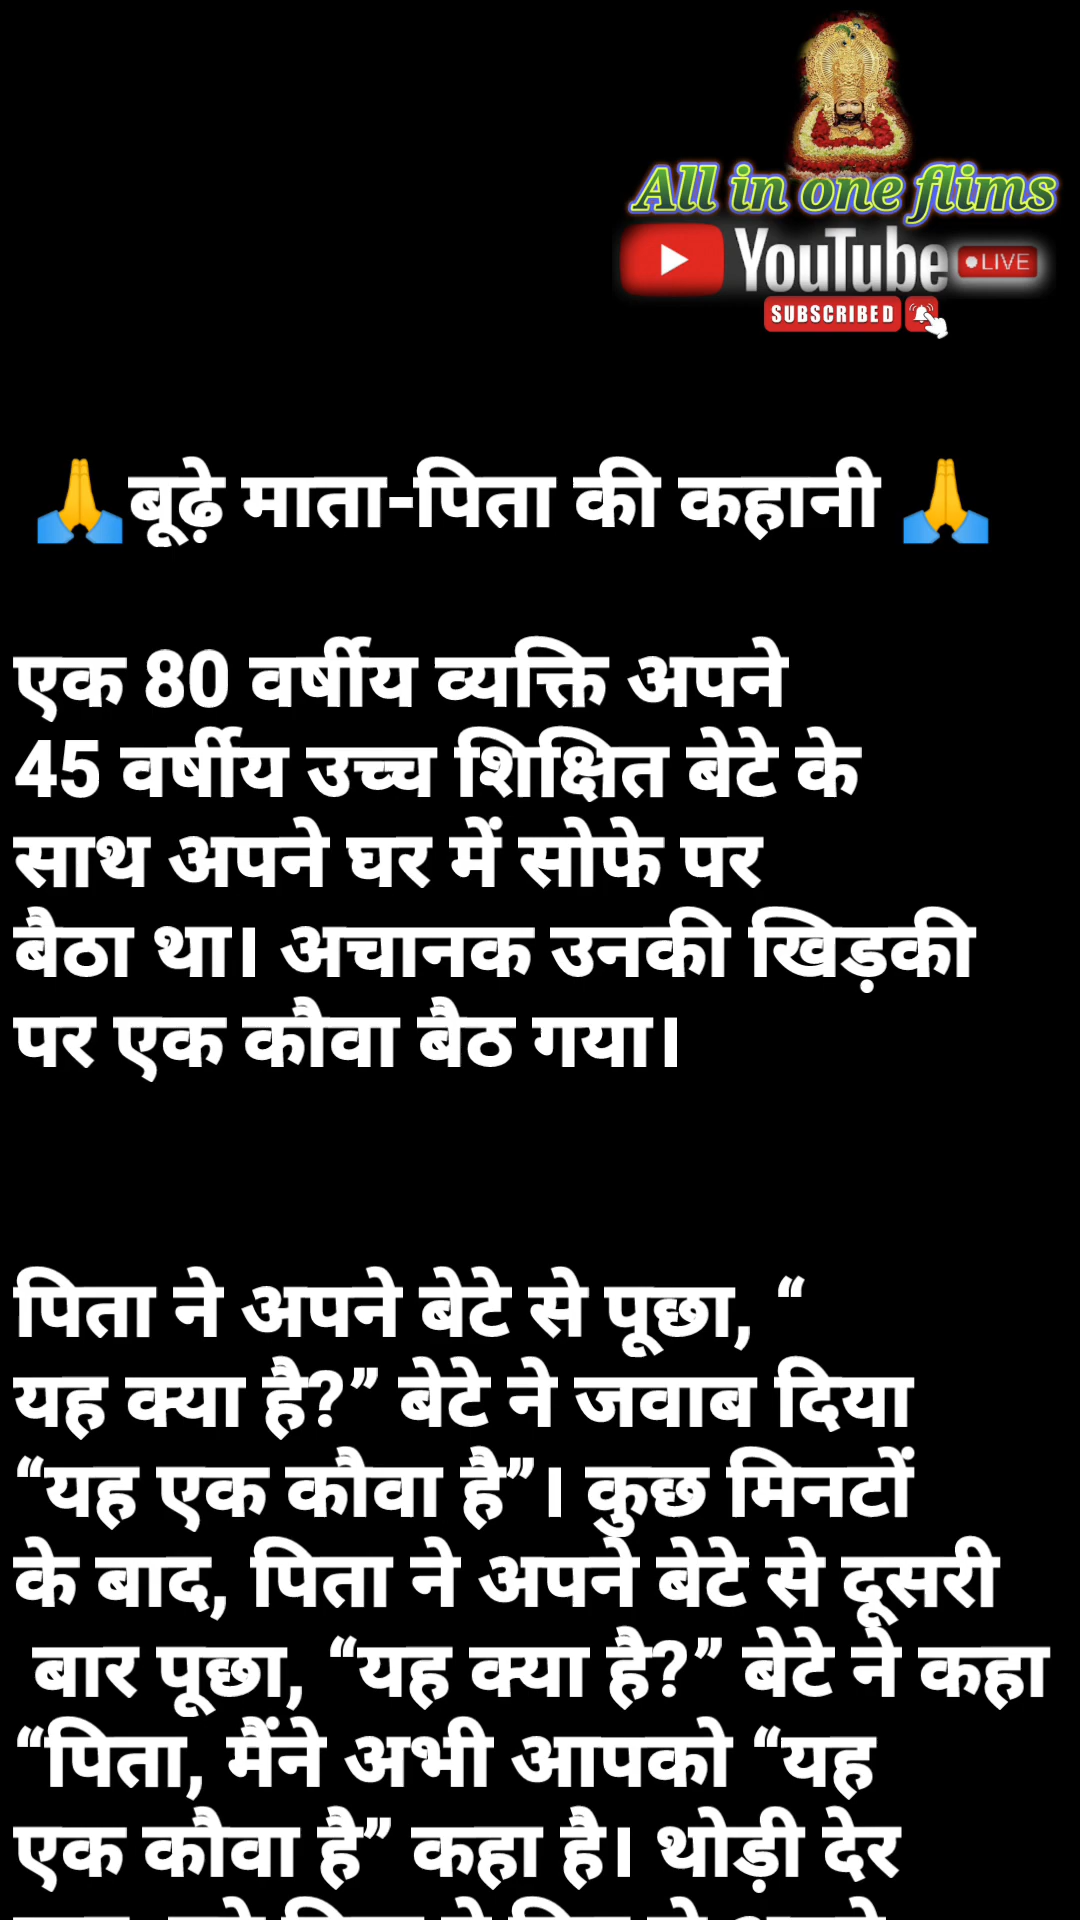 All in one flims
YouTube LIVE
SUBSCRIBED
🙏बूढ़े माता-पिता की कहानी 🙏
एक 80 वर्षीय व्यक्ति अपने
45 वर्षीय उच्च शिक्षित बेटे के
साथ अपने घर में सोफे पर
बैठा था। अचानक उनकी खिड़की
पर एक कौवा बैठ गया।
पिता ने अपने बेटे से पूछा, “
यह क्या है?” बेटे ने जवाब दिया
“यह एक कौवा है”। कुछ मिनटों
के बाद, पिता ने अपने बेटे से दूसरी
बार पूछा, “यह क्या है?” बेटे ने कहा
“पिता, मैंने अभी आपको “यह
एक कौवा है” कहा है। थोड़ी देर